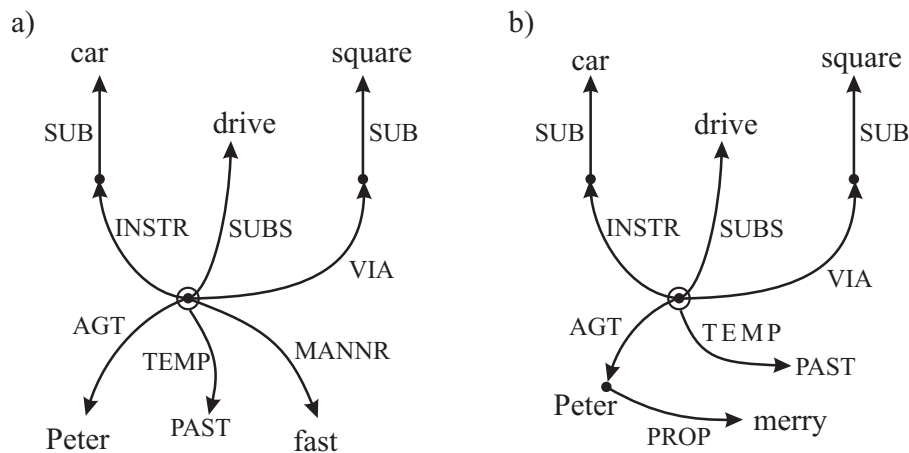 a)
car
square
SUB
drive
SUB
INSTR
SUBS
VIA
AGT
TEMP
MANNR
Peter
PAST
fast
b)
car
square
SUB
drive
SUB
INSTR
SUBS
VIA
AGT
TEMP
PAST
Peter
PROP
merry